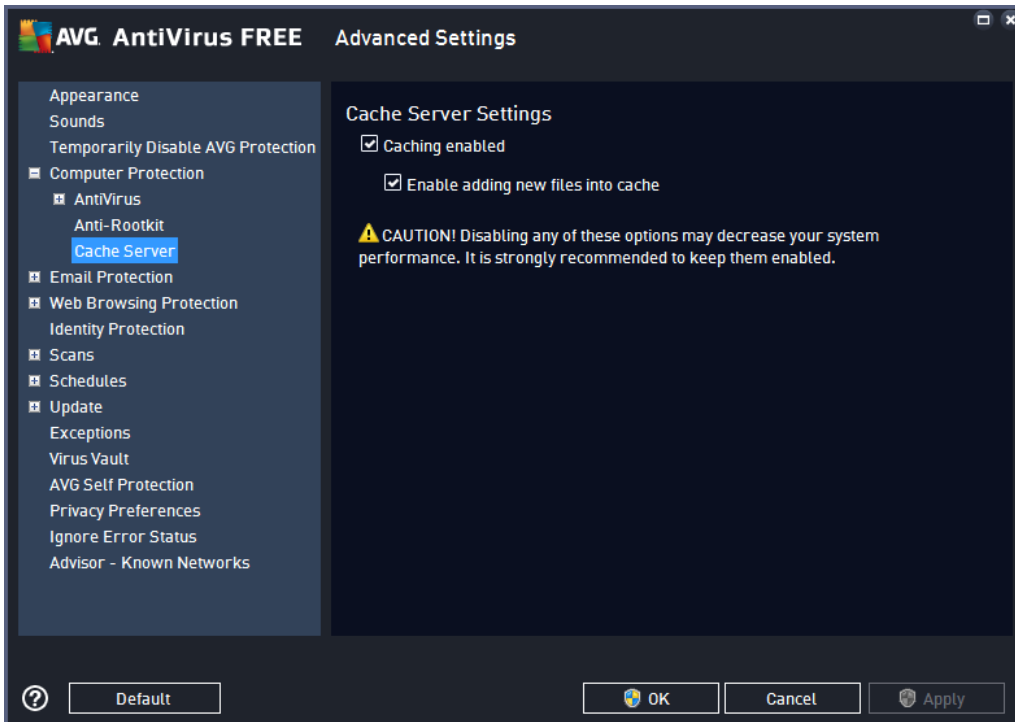 AVG. AntiVirus FREE Advanced Settings
Appearance
Sounds
Temporarily Disable AVG Protection
Computer Protection
AntiVirus
Anti-Rootkit
Cache Server
Email Protection
Web Browsing Protection
Identity Protection
Scans
Schedules
Update
Exceptions
Virus Vault
AVG Self Protection
Privacy Preferences
Ignore Error Status
Advisor - Known Networks
Cache Server Settings
Caching enabled
Enable adding new files into cache
CAUTION! Disabling any of these options may decrease your system
performance. It is strongly recommended to keep them enabled.
? Default OK Cancel Apply